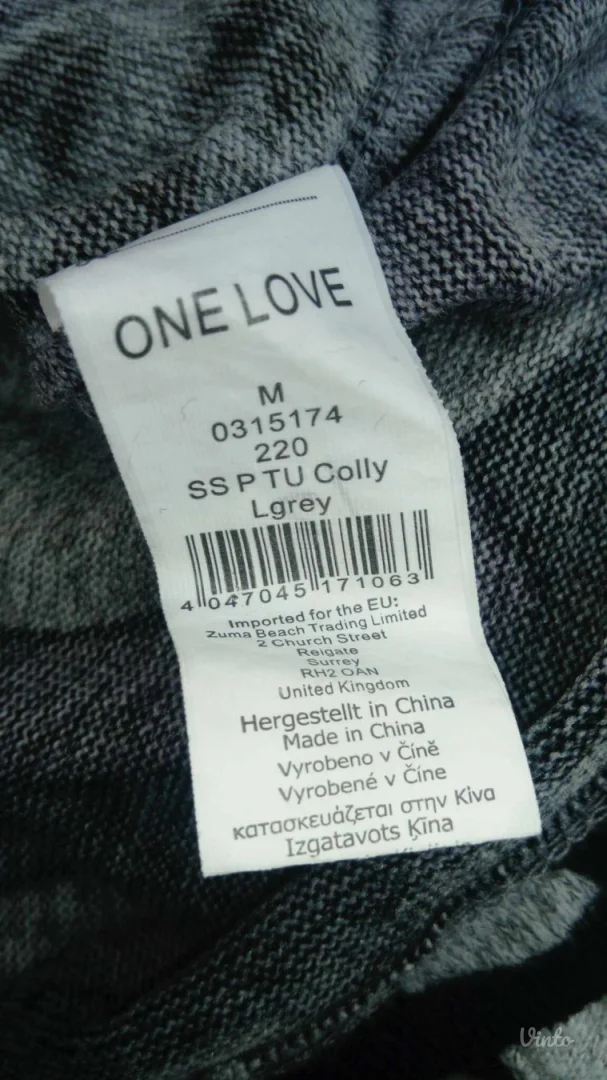 ONE LOVE
M
0315174
220
SS P TU Colly
Lgrey
4 047045 171063
Imported for the EU:
Zuma Beach Trading Limited
2 Church Street
Reigate
Surrey
RH2 OAN
United Kingdom
Hergestellt in China
Made in China
Vyrobeno v Číně
Vyrobené v Číne
κατασκευάζεται στην Κίνα
Izgatavots Ķīna
Vinto